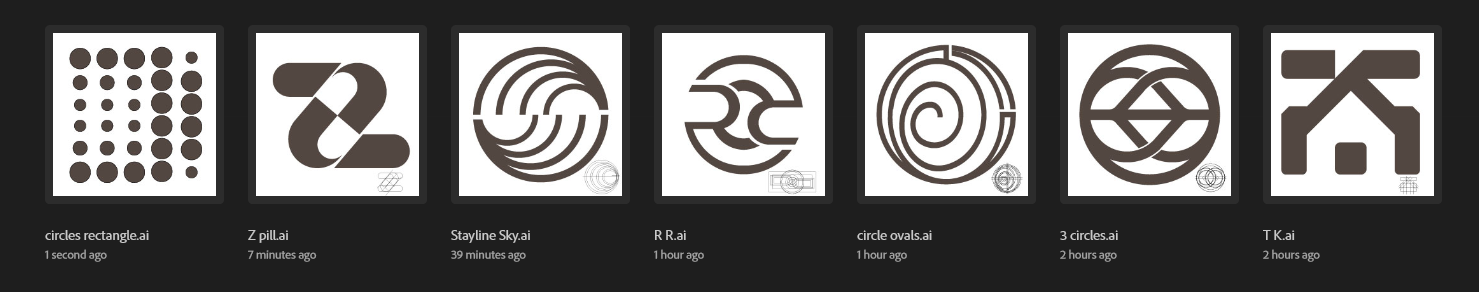 circles rectangle.ai
1 second ago
Z pill.ai
7 minutes ago
Stayline Sky.ai
39 minutes ago
R R.ai
1 hour ago
circle ovals.ai
1 hour ago
3 circles.ai
2 hours ago
T K.ai
2 hours ago